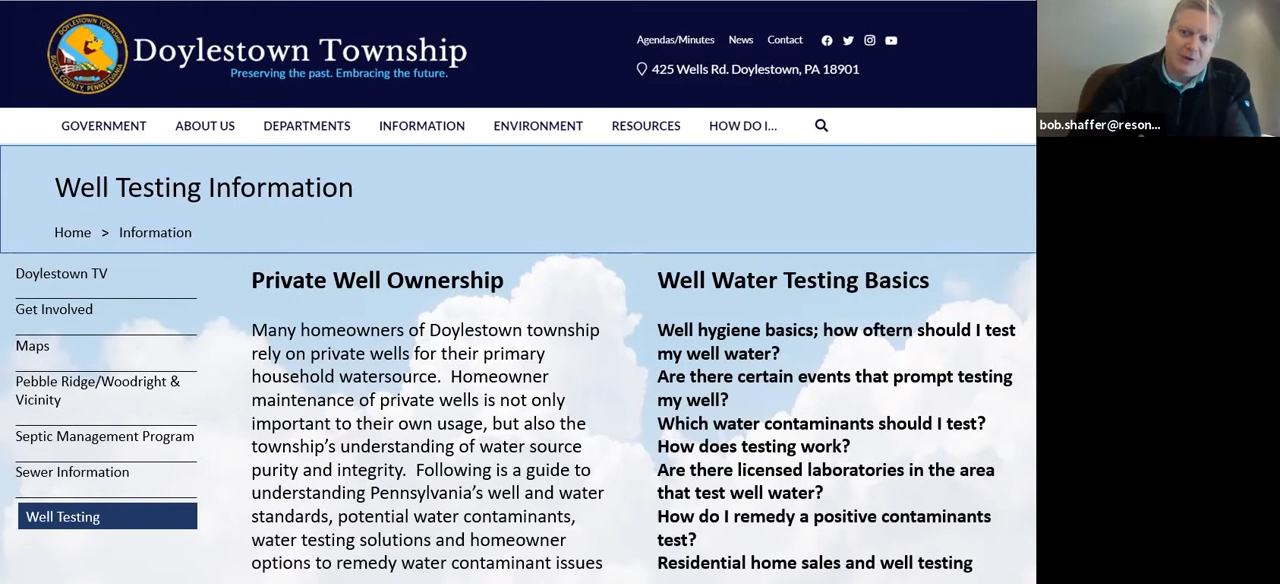 DOYLESTOWN TOWNSHIP
BUCKS COUNTY, PENNSYLVANIA
Doylestown Township
Preserving the past. Embracing the future.
Agendas/Minutes News Contact
425 Wells Rd. Doylestown, PA 18901
bob.shaffer@reson...
GOVERNMENT ABOUT US DEPARTMENTS INFORMATION ENVIRONMENT RESOURCES HOW DO I...
Well Testing Information
Home > Information
Doylestown TV
Get Involved
Maps
Pebble Ridge/Woodright &
Vicinity
Septic Management Program
Sewer Information
Well Testing
Private Well Ownership
Many homeowners of Doylestown township
rely on private wells for their primary
household watersource. Homeowner
maintenance of private wells is not only
important to their own usage, but also the
township's understanding of water source
purity and integrity. Following is a guide to
understanding Pennsylvania's well and water
standards, potential water contaminants,
water testing solutions and homeowner
options to remedy water contaminant issues
Well Water Testing Basics
Well hygiene basics; how oftern should I test
my well water?
Are there certain events that prompt testing
my well?
Which water contaminants should I test?
How does testing work?
Are there licensed laboratories in the area
that test well water?
How do I remedy a positive contaminants
test?
Residential home sales and well testing